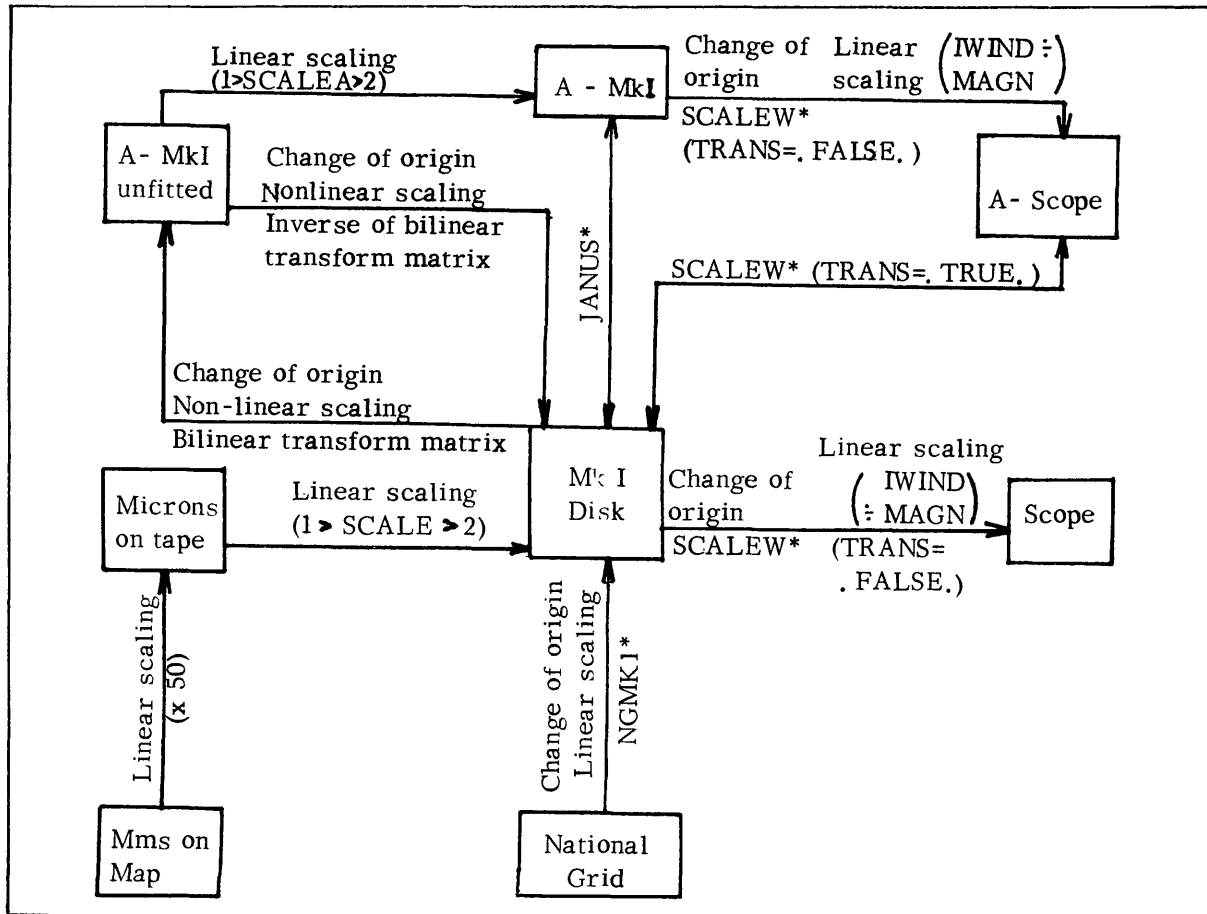 Linear scaling
(1>SCALEA>2)
A - MkI
Change of
origin
Linear
scaling
(IWIND ÷
MAGN)
SCALEW*
(TRANS=. FALSE. )
A- MkI
unfitted
Change of origin
Nonlinear scaling
Inverse of bilinear
transform matrix
A- Scope
JANUS*
SCALEW* (TRANS=. TRUE. )
Change of origin
Non-linear scaling
Bilinear transform matrix
Microns
on tape
Linear scaling
(1> SCALE >2)
Mk I
Disk
Change of
origin
SCALEW*
Linear scaling
(IWIND
÷ MAGN)
(TRANS=
. FALSE.)
Scope
Linear scaling
(x 50)
Change of origin
Linear scaling
NGMK1*
Mms on
Map
National
Grid